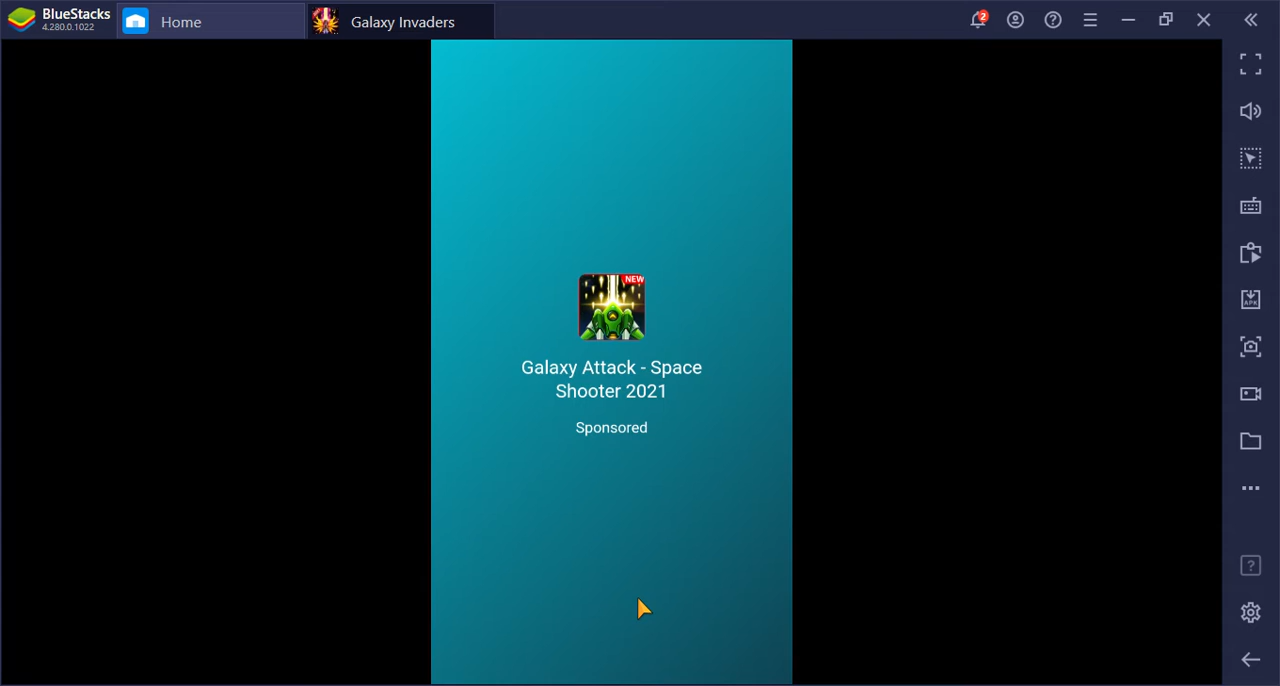 BlueStacks
4.280.0.1022
Home
Galaxy Invaders
2
NEW
APK
Galaxy Attack - Space
Shooter 2021
Sponsored